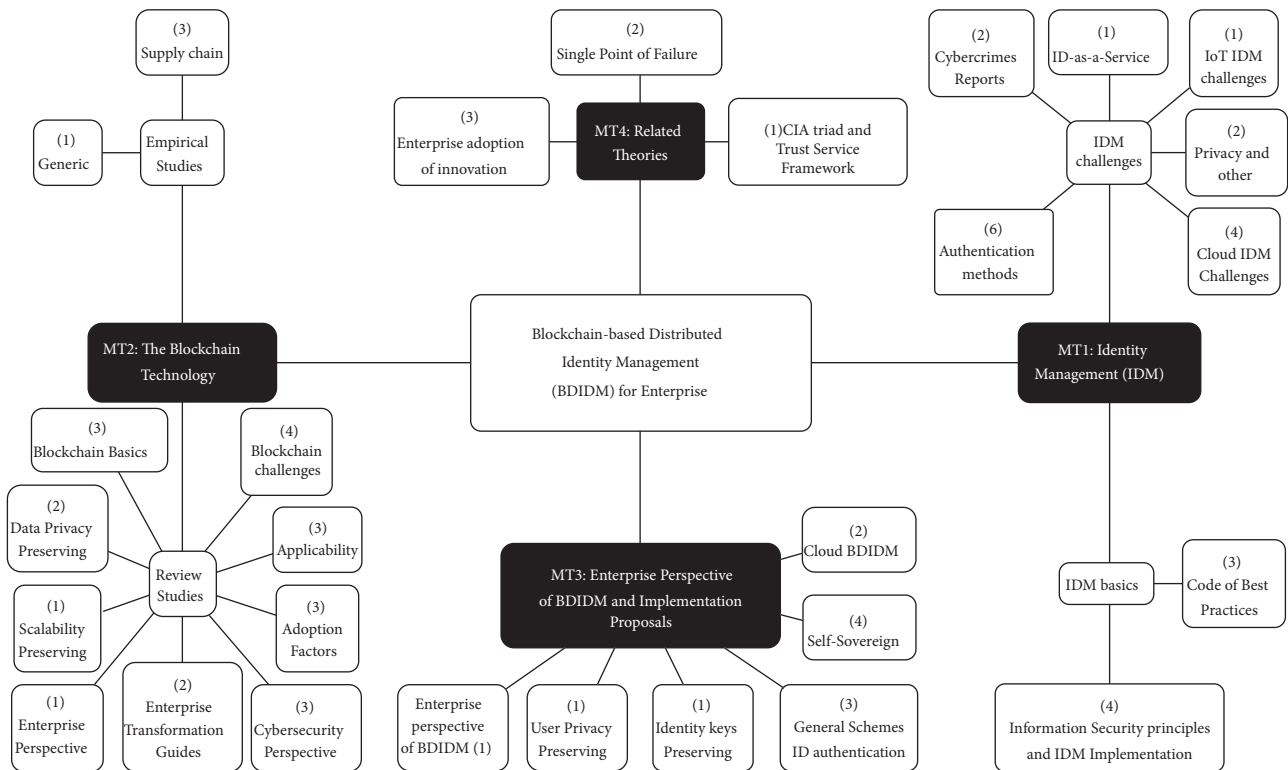 (3)
Supply chain
(1)
Generic
Empirical
Studies
(2)
Single Point of Failure
(3)
Enterprise adoption
of innovation
MT4: Related
Theories
(1)CIA triad and
Trust Service
Framework
(2)
Cybercrimes
Reports
(1)
ID-as-a-Service
(1)
IoT IDM
challenges
IDM
challenges
(2)
Privacy and
other
(6)
Authentication
methods
(4)
Cloud IDM
Challenges
MT2: The Blockchain
Technology
Blockchain-based Distributed
Identity Management
(BDIDM) for Enterprise
MT1: Identity
Management (IDM)
(3)
Blockchain Basics
(4)
Blockchain
challenges
(2)
Data Privacy
Preserving
(3)
Applicability
Review
Studies
(1)
Scalability
Preserving
(3)
Adoption
Factors
(1)
Enterprise
Perspective
(2)
Enterprise
Transformation
Guides
(3)
Cybersecurity
Perspective
MT3: Enterprise Perspective
of BDIDM and Implementation
Proposals
(2)
Cloud BDIDM
(4)
Self-Sovereign
Enterprise
perspective
of BDIDM (1)
(1)
User Privacy
Preserving
(1)
Identity keys
Preserving
(3)
General Schemes
ID authentication
IDM basics
(3)
Code of Best
Practices
(4)
Information Security principles
and IDM Implementation